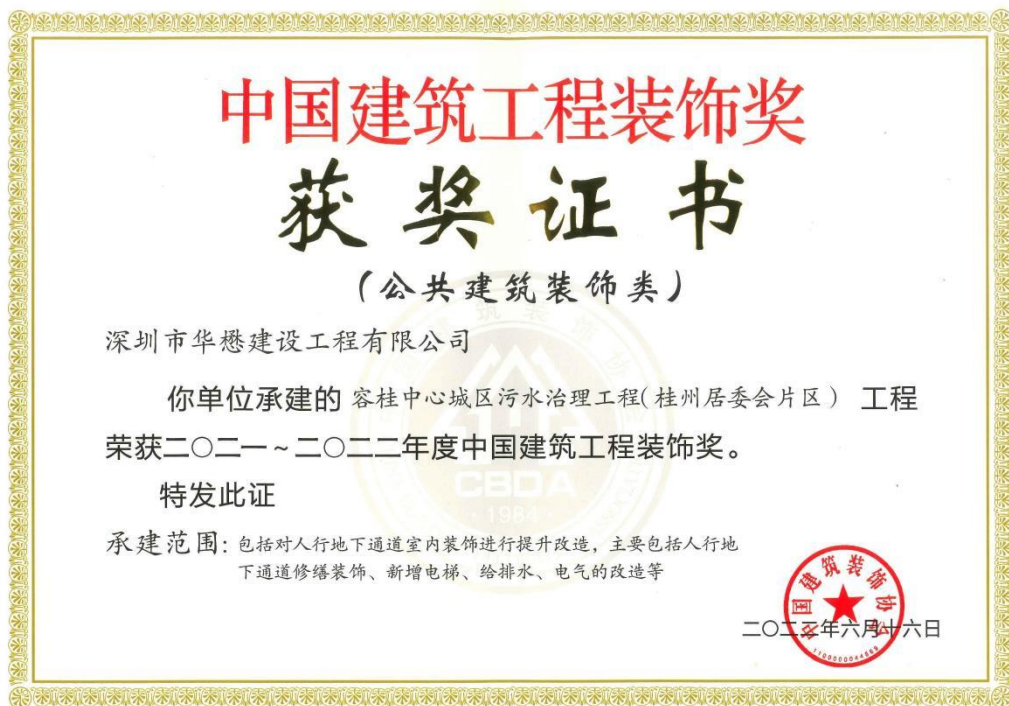 中国建筑工程装饰奖
获奖证书
(公共建筑装饰类)
深圳市华懋建设工程有限公司
你单位承建的 容桂中心城区污水治理工程(桂州居委会片区) 工程
荣获二〇二一~二〇二二年度中国建筑工程装饰奖。
特发此证
承建范围:包括对人行地下通道室内装饰进行提升改造,主要包括人行地
下通道修缮装饰、新增电梯、给排水、电气的改造等
中国建筑装饰协会
二〇二三年六月十六日
CBDA
·1984·